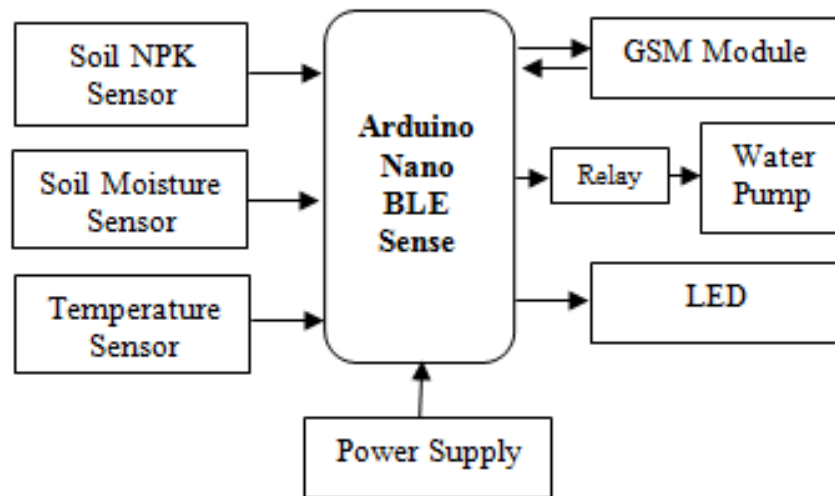 Soil NPK
Sensor
Soil Moisture
Sensor
Temperature
Sensor
Arduino
Nano
BLE
Sense
Power Supply
GSM Module
Relay
Water
Pump
LED